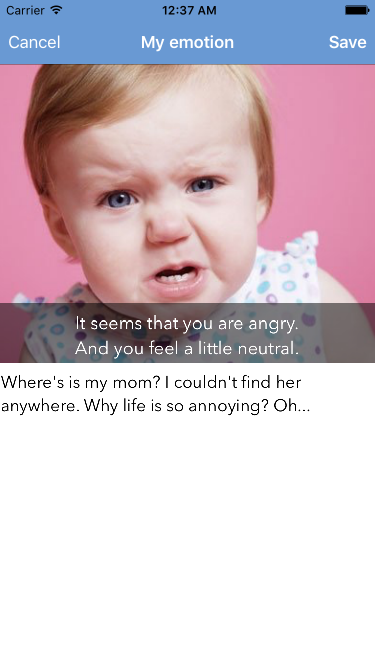 Carrier 12:37 AM
Cancel My emotion Save
It seems that you are angry.
And you feel a little neutral.
Where's is my mom? I couldn't find her
anywhere. Why life is so annoying? Oh...